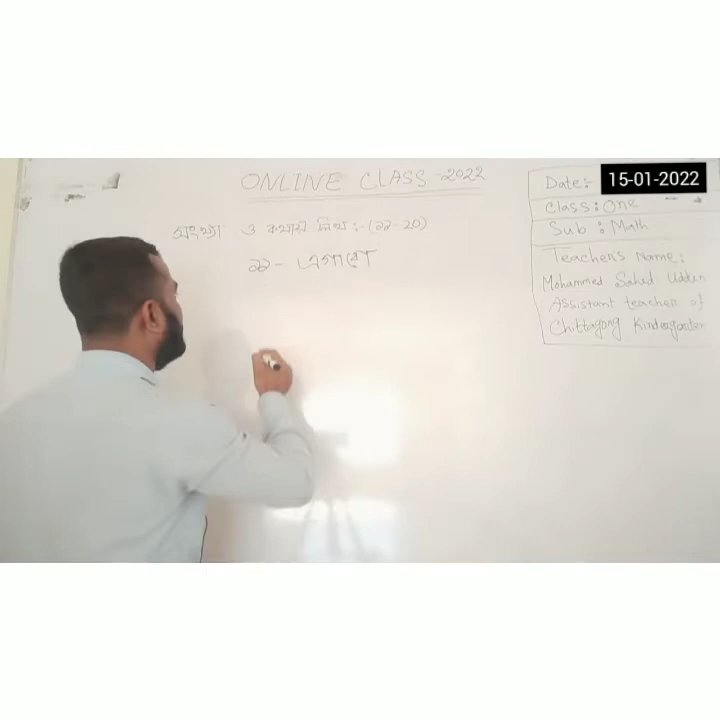 ONLINE CLASS -2022
সংখ্যা ও কথায় লিখ :- (১১-২০)
১১ - এগারো
Date:- 15-01-2022
Class: One
Sub : Math
Teacher's Name:
Mohammed Sahed Uddin
Assistant teacher of
Chittagong Kindergarten